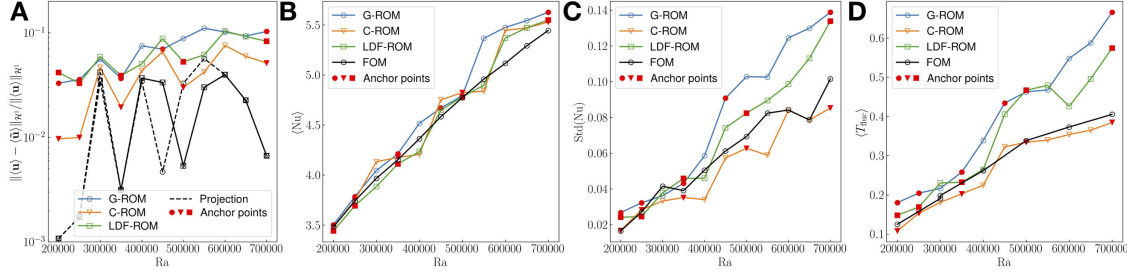 A
‖⟨u⟩ − ⟨ũ⟩‖_{H¹}/‖⟨u⟩‖_{H¹}
10⁻¹
10⁻²
10⁻³
G-ROM
C-ROM
LDF-ROM
Projection
Anchor points
200000 300000 400000 500000 600000 700000
Ra
B
⟨Nu⟩
5.5
5.0
4.5
4.0
3.5
G-ROM
C-ROM
LDF-ROM
FOM
Anchor points
200000 300000 400000 500000 600000 700000
Ra
C
Std(Nu)
0.14
0.12
0.10
0.08
0.06
0.04
0.02
G-ROM
C-ROM
LDF-ROM
FOM
Anchor points
200000 300000 400000 500000 600000 700000
Ra
D
⟨T_fluc⟩
0.6
0.5
0.4
0.3
0.2
0.1
G-ROM
C-ROM
LDF-ROM
FOM
Anchor points
200000 300000 400000 500000 600000 700000
Ra